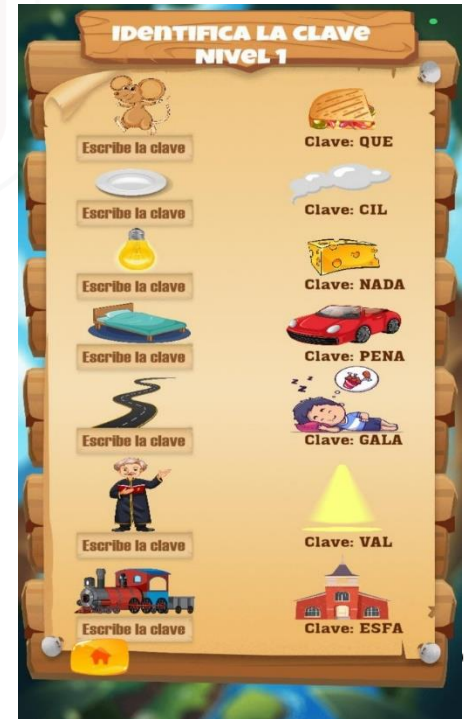 IDENTIFICA LA CLAVE
NIVEL 1
Escribe la clave
Clave: QUE
Escribe la clave
Clave: CIL
Escribe la clave
Clave: NADA
Escribe la clave
Clave: PENA
Escribe la clave
Clave: GALA
Escribe la clave
Clave: VAL
Escribe la clave
Clave: ESFA